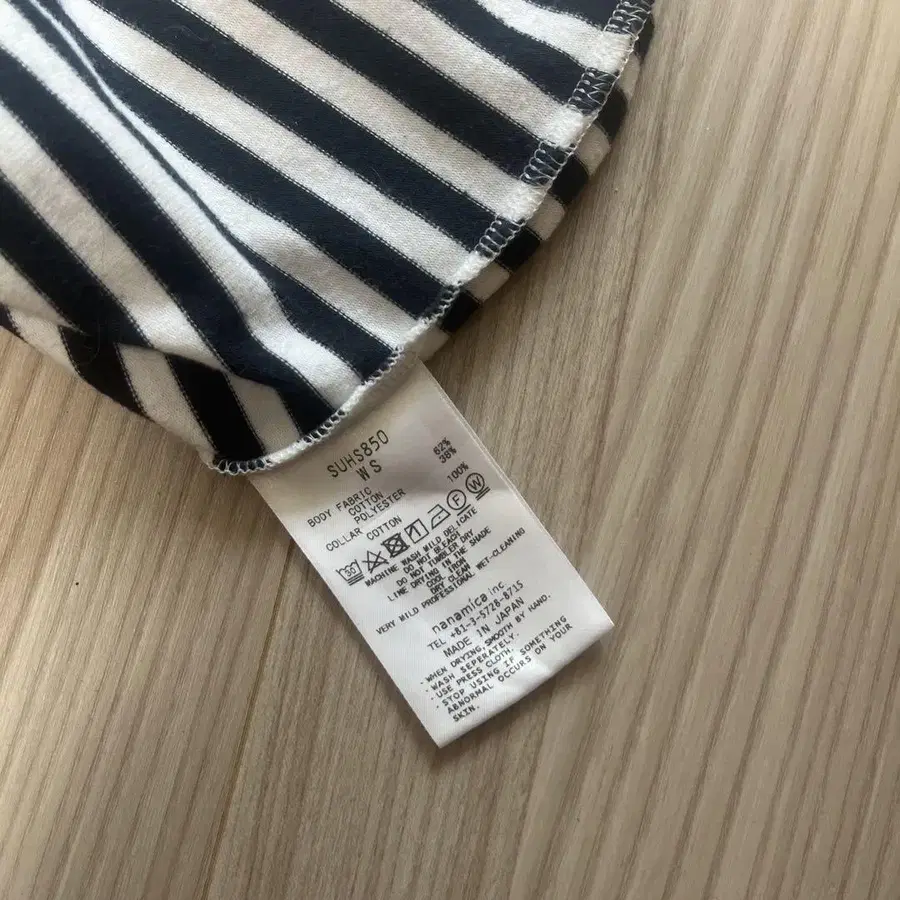 SUHS850
W S
BODY FABRIC
COTTON 62%
POLYESTER 38%
COLLAR COTTON 100%
30 F W
MACHINE WASH MILD DELICATE
DO NOT BLEACH
DO NOT TUMBLER DRY
LINE DRYING IN THE SHADE
COOL IRON
DRY CLEAN
VERY MILD PROFESSIONAL WET-CLEANING
nanamica inc.
TEL +81-3-5728-8715
MADE IN JAPAN
- WHEN DRYING, SMOOTH BY HAND.
- WASH SEPERATELY.
- USE PRESS CLOTH.
- STOP USING IF SOMETHING
ABNORMAL OCCURS ON YOUR
SKIN.